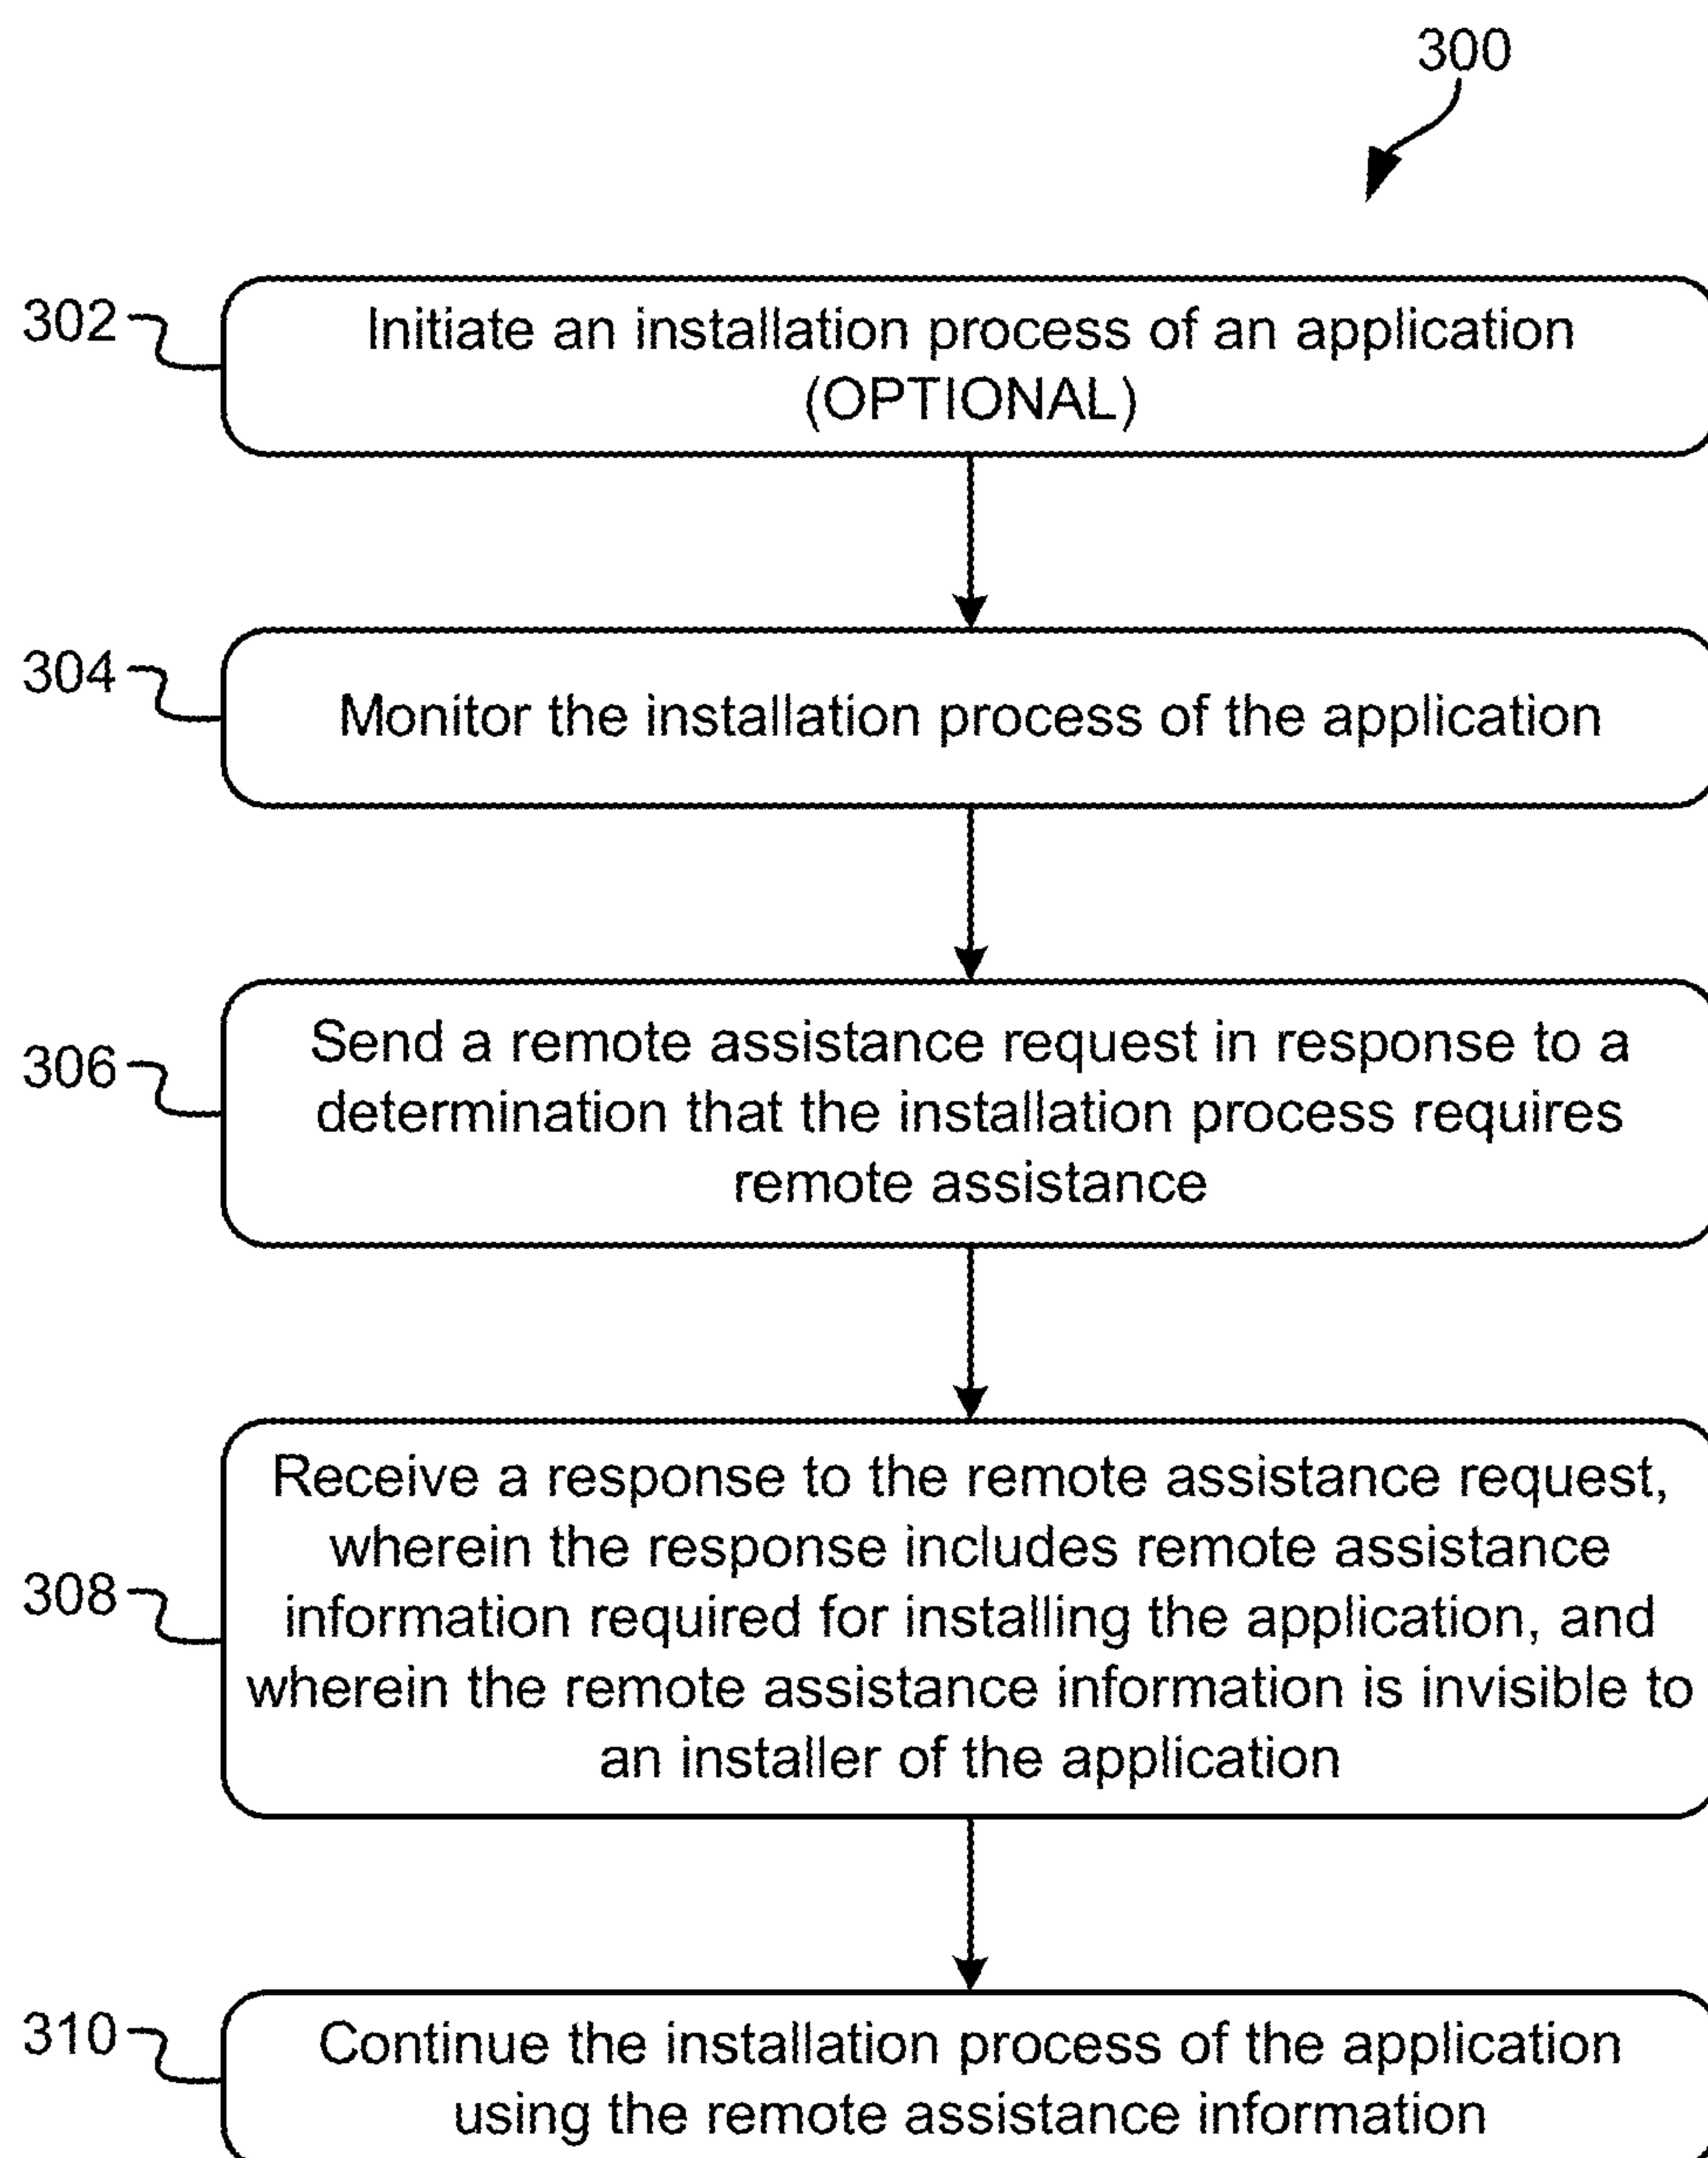 300
302
Initiate an installation process of an application
(OPTIONAL)
304
Monitor the installation process of the application
306
Send a remote assistance request in response to a
determination that the installation process requires
remote assistance
308
Receive a response to the remote assistance request,
wherein the response includes remote assistance
information required for installing the application, and
wherein the remote assistance information is invisible to
an installer of the application
310
Continue the installation process of the application
using the remote assistance information